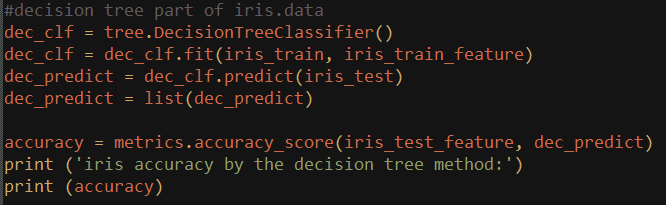 #decision tree part of iris.data
dec_clf = tree.DecisionTreeClassifier()
dec_clf = dec_clf.fit(iris_train, iris_train_feature)
dec_predict = dec_clf.predict(iris_test)
dec_predict = list(dec_predict)
accuracy = metrics.accuracy_score(iris_test_feature, dec_predict)
print ('iris accuracy by the decision tree method:')
print (accuracy)